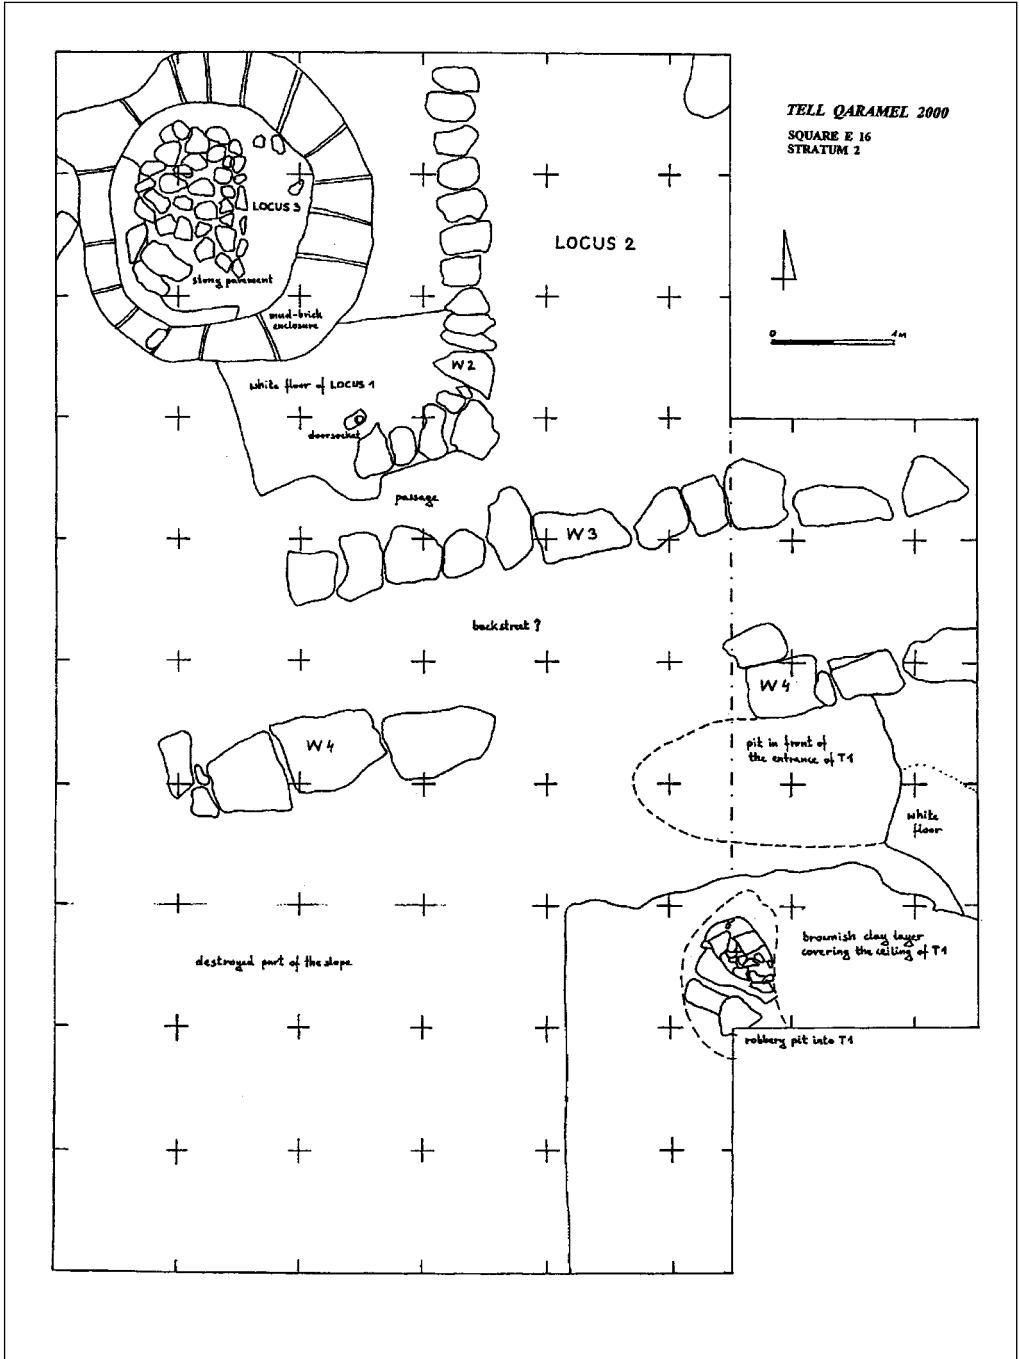 TELL QARAMEL 2000
SQUARE E 16
STRATUM 2
LOCUS 3
LOCUS 2
stony pavement
mud-brick
enclosure
0
1M
W2
white floor of LOCUS 1
doorsocket
passage
W3
backstreet ?
W4
W4
pit in front of
the entrance of T1
white
floor
brownish clay layer
covering the ceiling of T1
destroyed part of the slope
robbery pit into T1